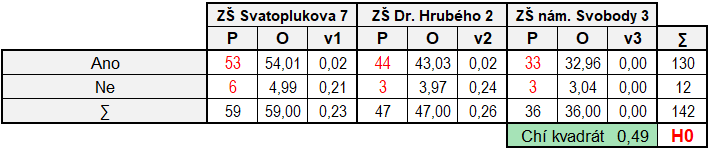 ZŠ Svatoplukova 7 ZŠ Dr. Hrubého 2 ZŠ nám. Svobody 3
P O v1 P O v2 P O v3 ∑
Ano 53 54,01 0,02 44 43,03 0,02 33 32,96 0,00 130
Ne 6 4,99 0,21 3 3,97 0,24 3 3,04 0,00 12
∑ 59 59,00 0,23 47 47,00 0,26 36 36,00 0,00 142
Chí kvadrát 0,49 H0